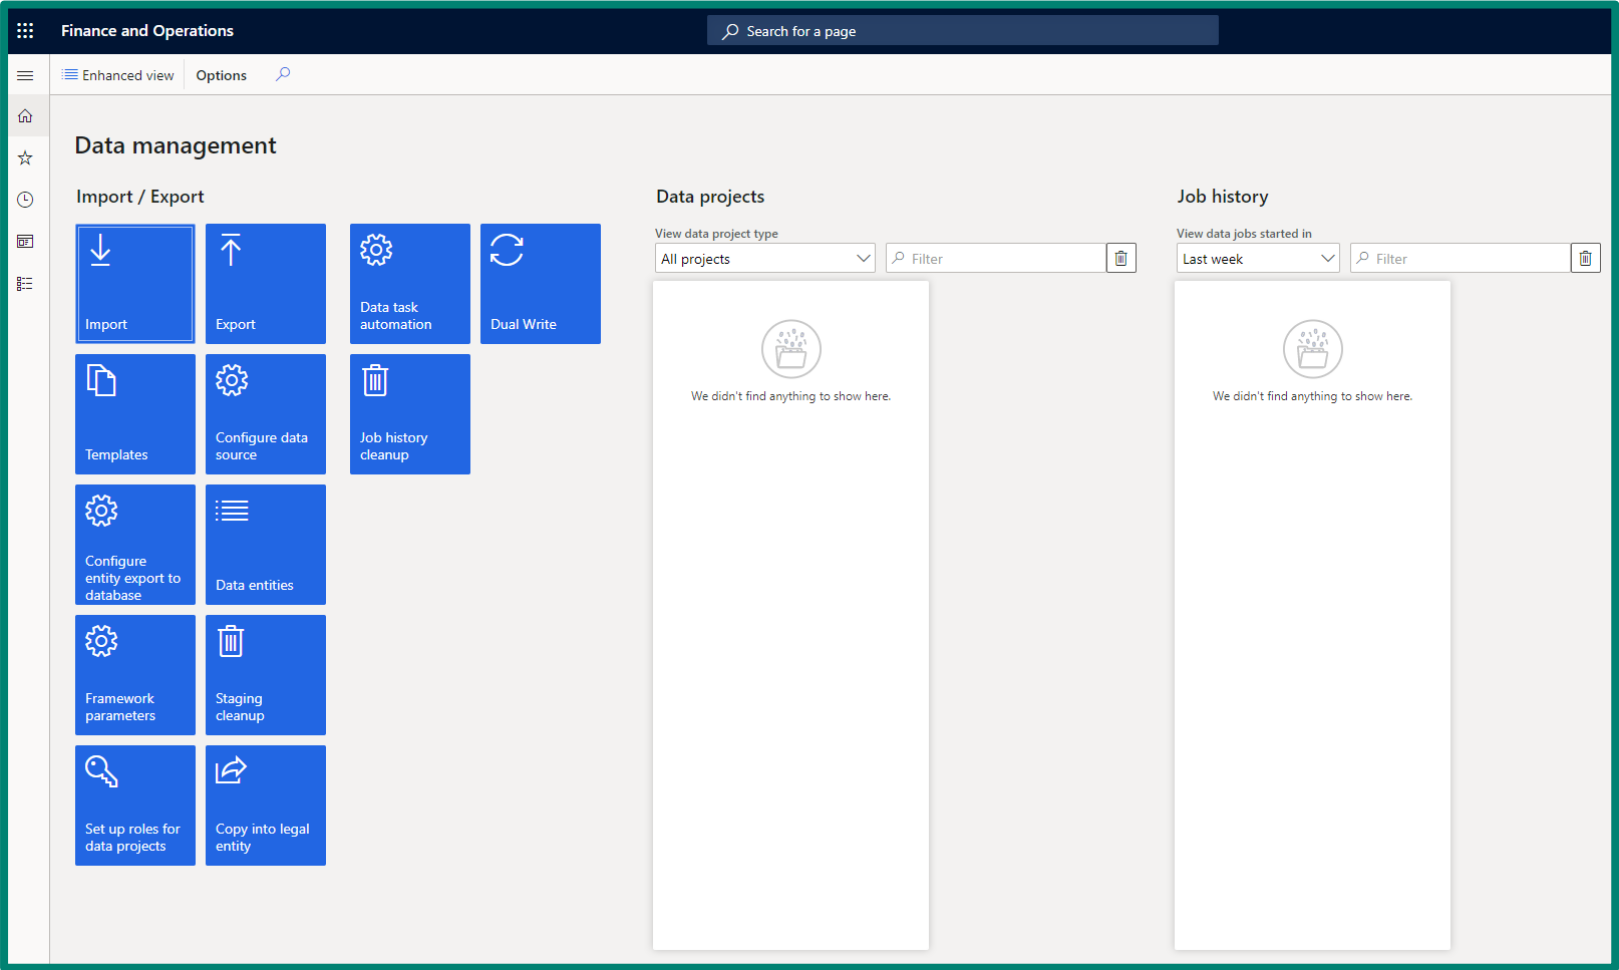 Finance and Operations
Search for a page
Enhanced view
Options
Data management
Import / Export
Import
Export
Data task
automation
Dual Write
Templates
Configure data
source
Job history
cleanup
Configure
entity export to
database
Data entities
Framework
parameters
Staging
cleanup
Set up roles for
data projects
Copy into legal
entity
Data projects
View data project type
All projects
Filter
We didn't find anything to show here.
Job history
View data jobs started in
Last week
Filter
We didn't find anything to show here.